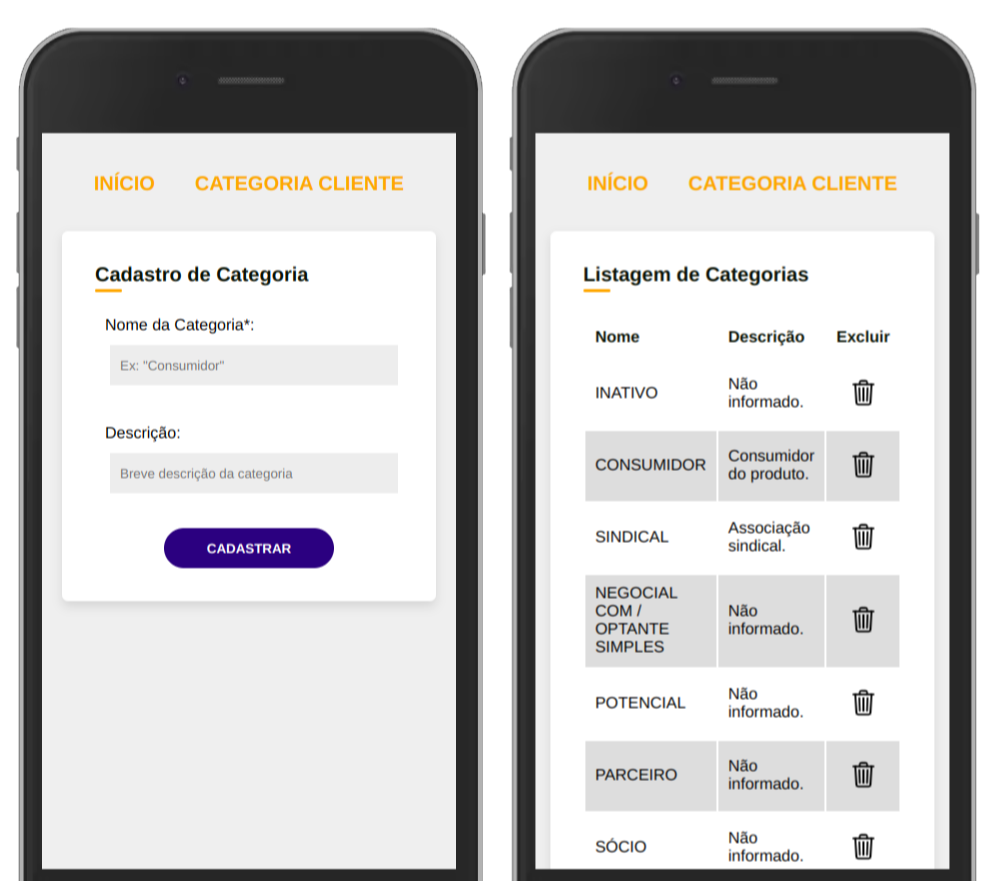 INÍCIO CATEGORIA CLIENTE
Cadastro de Categoria
Nome da Categoria*:
Ex: "Consumidor"
Descrição:
Breve descrição da categoria
CADASTRAR
INÍCIO CATEGORIA CLIENTE
Listagem de Categorias
Nome Descrição Excluir
INATIVO
Não
informado.
CONSUMIDOR
Consumidor
do produto.
SINDICAL
Associação
sindical.
NEGOCIAL
COM /
OPTANTE
SIMPLES
Não
informado.
POTENCIAL
Não
informado.
PARCEIRO
Não
informado.
SÓCIO
Não
informado.